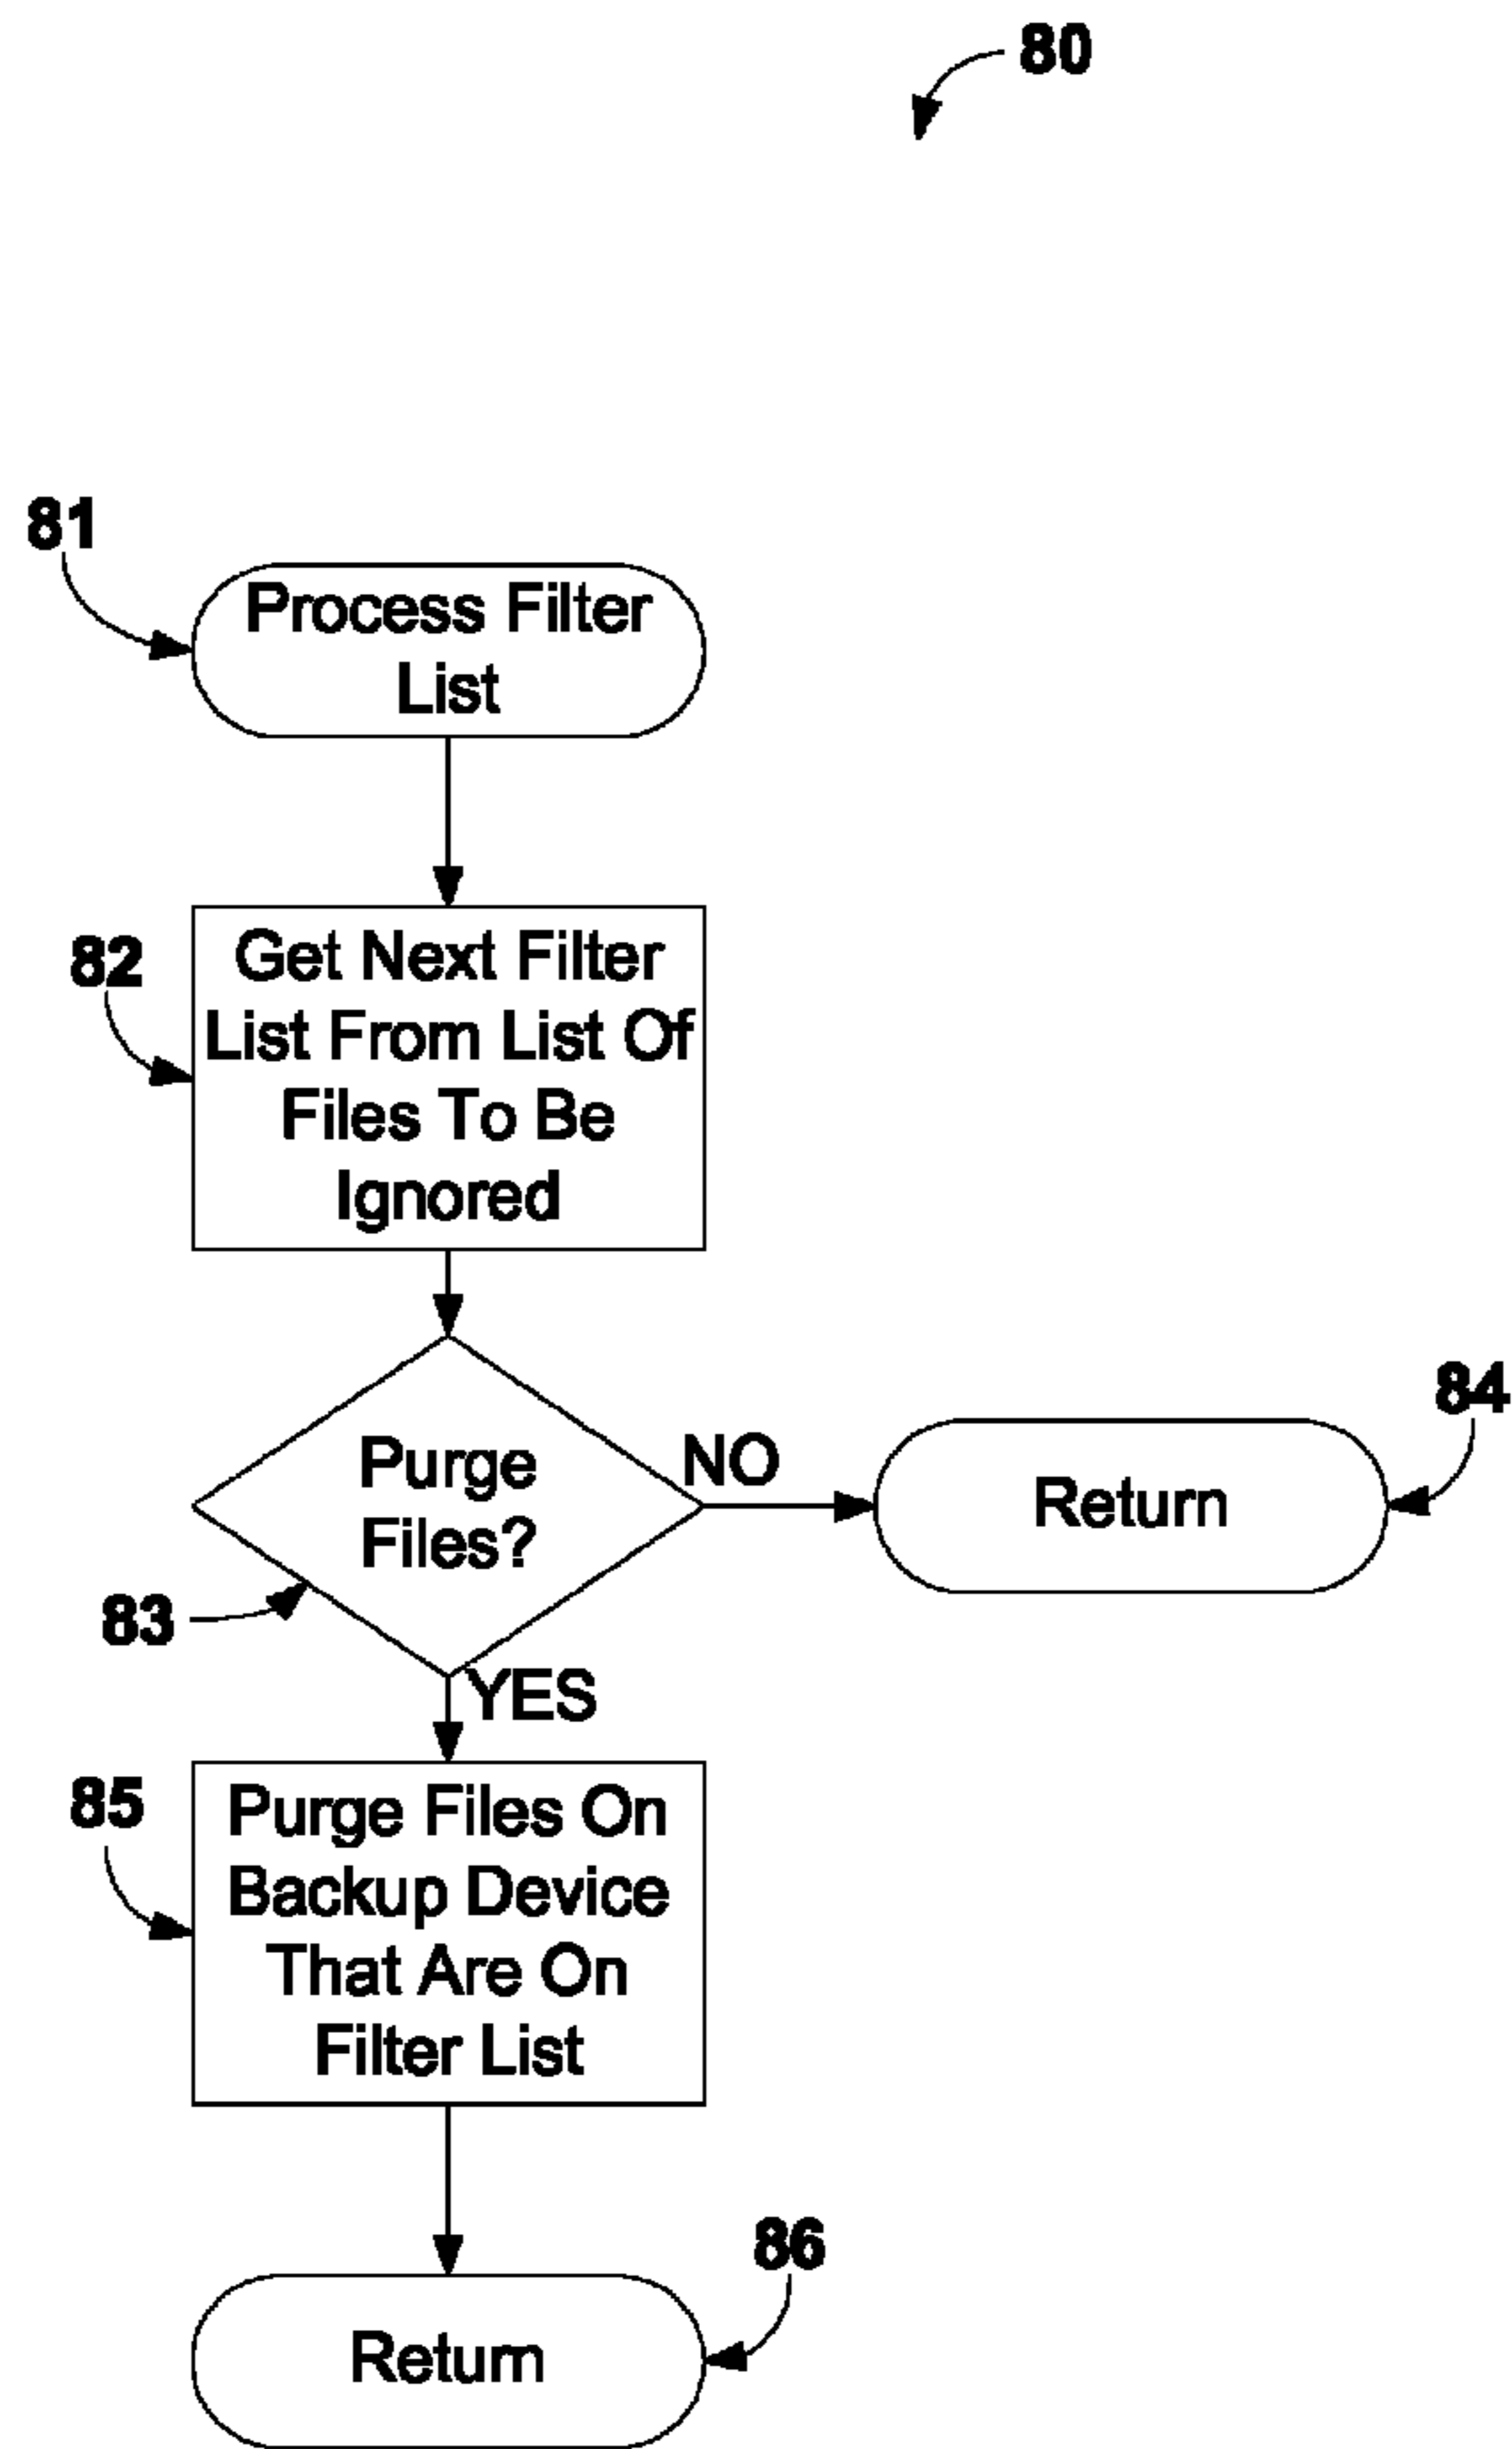 80
81
Process Filter
List
82
Get Next Filter
List From List Of
Files To Be
Ignored
Purge
Files?
NO
83
YES
84
Return
85
Purge Files On
Backup Device
That Are On
Filter List
86
Return